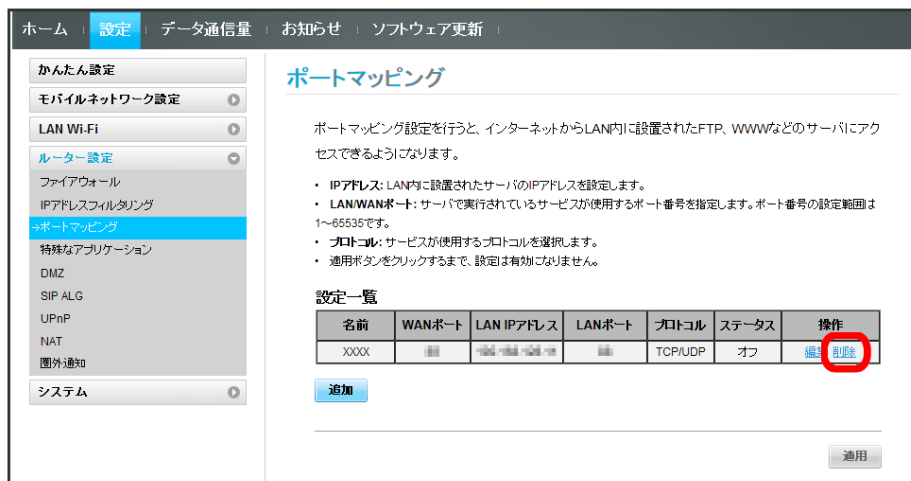 ホーム 設定 データ通信量 お知らせ ソフトウェア更新
かんたん設定
モバイルネットワーク設定
LAN Wi-Fi
ルーター設定
ファイアウォール
IPアドレスフィルタリング
→ポートマッピング
特殊なアプリケーション
DMZ
SIP ALG
UPnP
NAT
圏外通知
システム
ポートマッピング
ポートマッピング設定を行うと、インターネットからLAN内に設置されたFTP、WWWなどのサーバにアク
セスできるようになります。
・ IPアドレス: LAN内に設置されたサーバのIPアドレスを設定します。
・ LAN/WANポート: サーバで実行されているサービスが使用するポート番号を指定します。ポート番号の設定範囲は
1～65535です。
・ プロトコル: サービスが使用するプロトコルを選択します。
・ 適用ボタンをクリックするまで、設定は有効になりません。
設定一覧
名前 WANポート LAN IPアドレス LANポート プロトコル ステータス 操作
XXXX TCP/UDP オフ 編集 削除
追加
適用